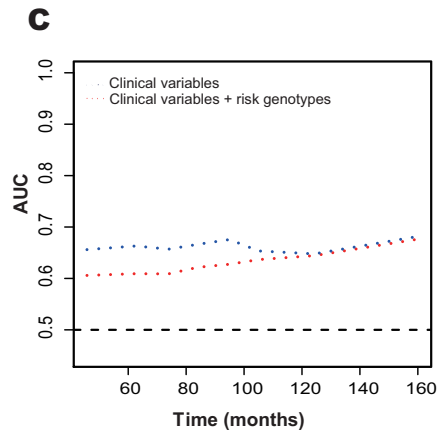 C
Clinical variables
Clinical variables + risk genotypes
AUC
1.0
0.9
0.8
0.7
0.6
0.5
60 80 100 120 140 160
Time (months)